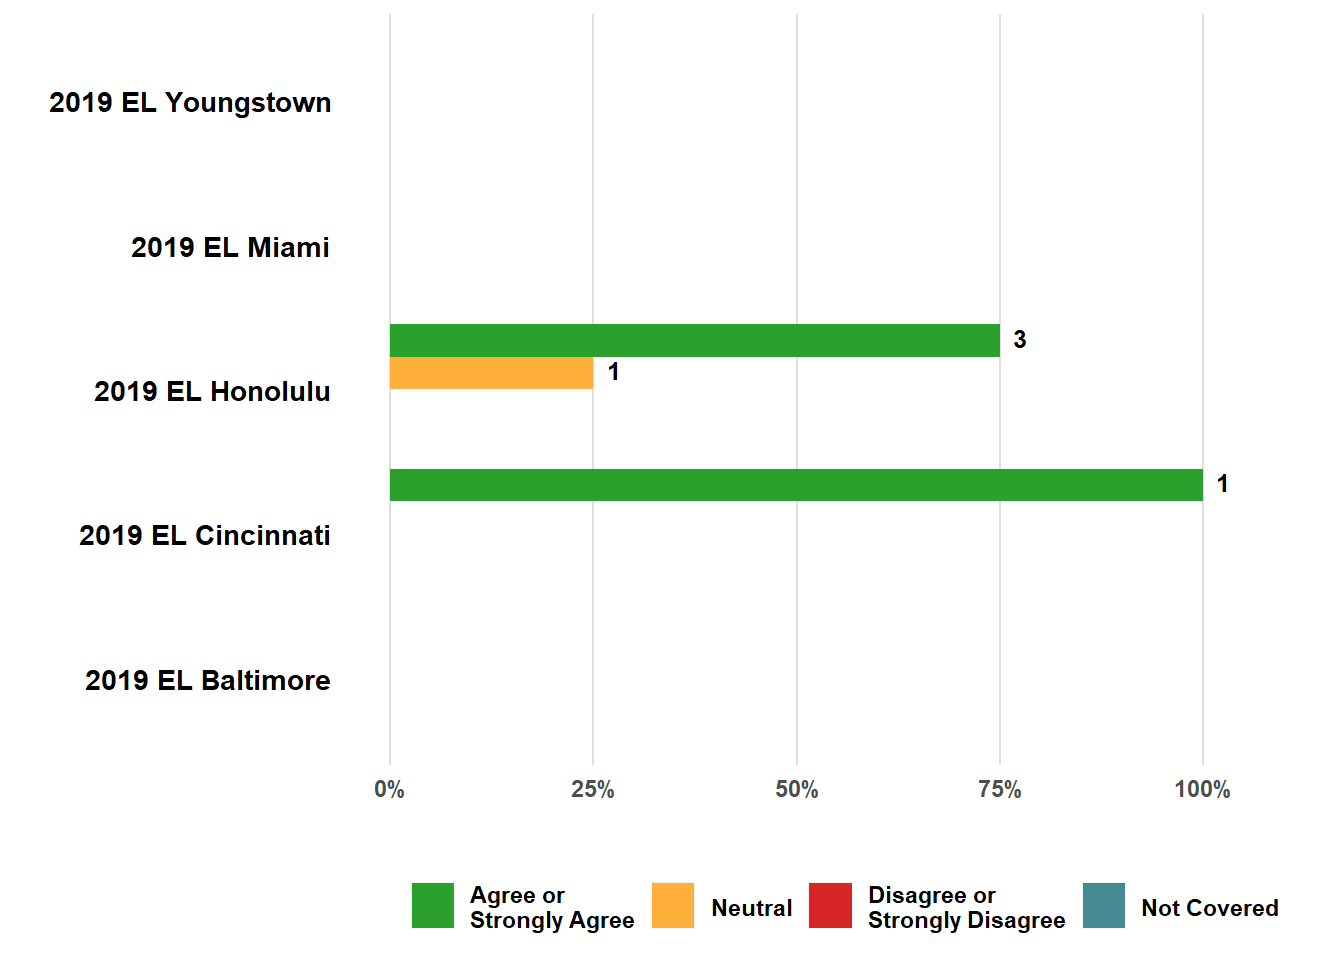 2019 EL Youngstown
2019 EL Miami
3
1
2019 EL Honolulu
1
2019 EL Cincinnati
2019 EL Baltimore
0%
25%
50%
75%
100%
Agree or
Strongly Agree
Neutral
Disagree or
Strongly Disagree
Not Covered